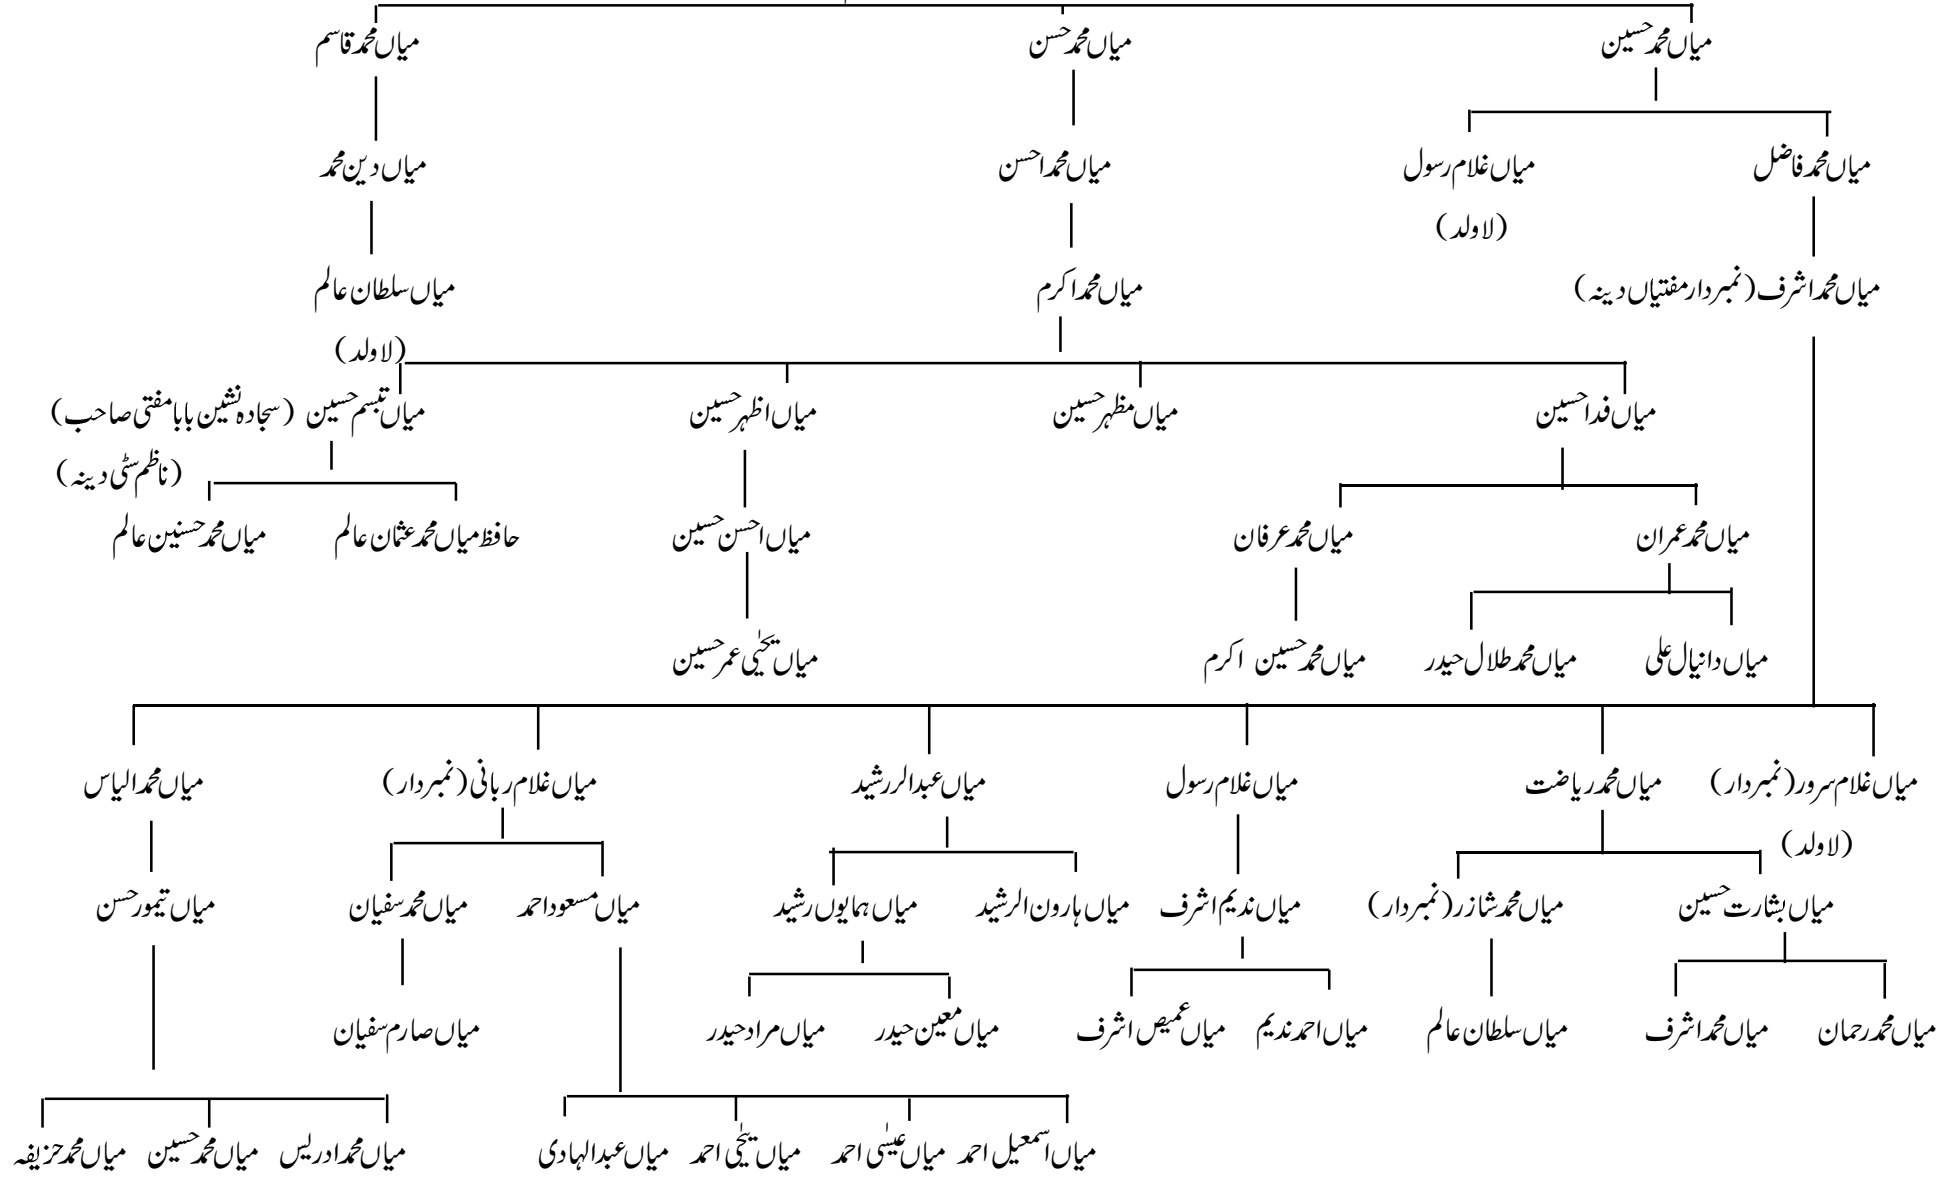 میاں محمد حسین میاں محمد حسن میاں محمد قاسم
میاں محمد فاضل میاں غلام رسول میاں محمد احسن میاں دین محمد
(لاولد)
میاں محمد اشرف (نمبردار مفتیاں دینہ) میاں محمد اکرم میاں سلطان عالم
(لاولد)
میاں فدا حسین میاں مظہر حسین میاں اظہر حسین میاں تبسم حسین (سجادہ نشین بابا مفتی صاحب)
(ناظم سٹی دینہ)
میاں محمد عمران میاں محمد عرفان میاں احسن حسین حافظ میاں محمد عثمان عالم میاں محمد حسنین عالم
میاں دانیال علی میاں محمد طلال حیدر میاں محمد حسین اکرم میاں یحیٰی عمر حسین
میاں غلام سرور (نمبردار) میاں محمد ریاضت میاں غلام رسول میاں عبدالررشید میاں غلام ربانی (نمبردار) میاں محمد الیاس
(لاولد)
میاں بشارت حسین میاں محمد شازر (نمبردار) میاں ندیم اشرف میاں ہارون الرشید میاں ہمایوں رشید میاں مسعود احمد میاں محمد سفیان میاں تیمور حسن
میاں محمد رحمان میاں محمد اشرف میاں سلطان عالم میاں احمد ندیم میاں عمیص اشرف میاں معین حیدر میاں مراد حیدر میاں صارم سفیان
میاں اسمعیل احمد میاں عیسٰی احمد میاں یحیٰی احمد میاں عبدالہادی میاں محمد ادریس میاں محمد حسین میاں محمد حزیفہ